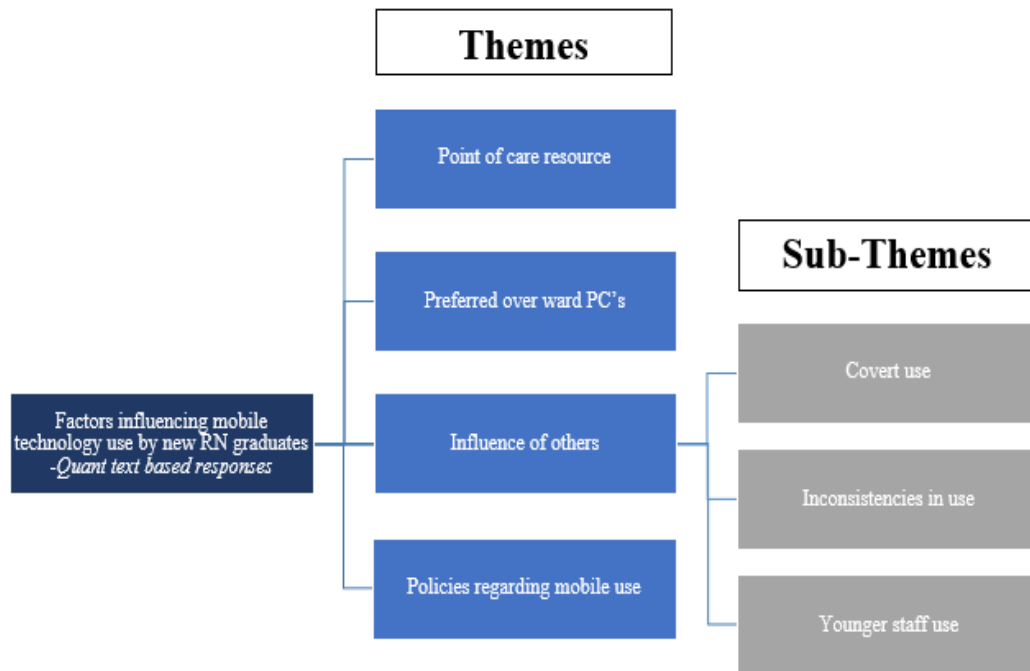 Themes
Point of care resource
Preferred over ward PC’s
Sub-Themes
Covert use
Factors influencing mobile
technology use by new RN graduates
-Quant text based responses
Influence of others
Inconsistencies in use
Policies regarding mobile use
Younger staff use